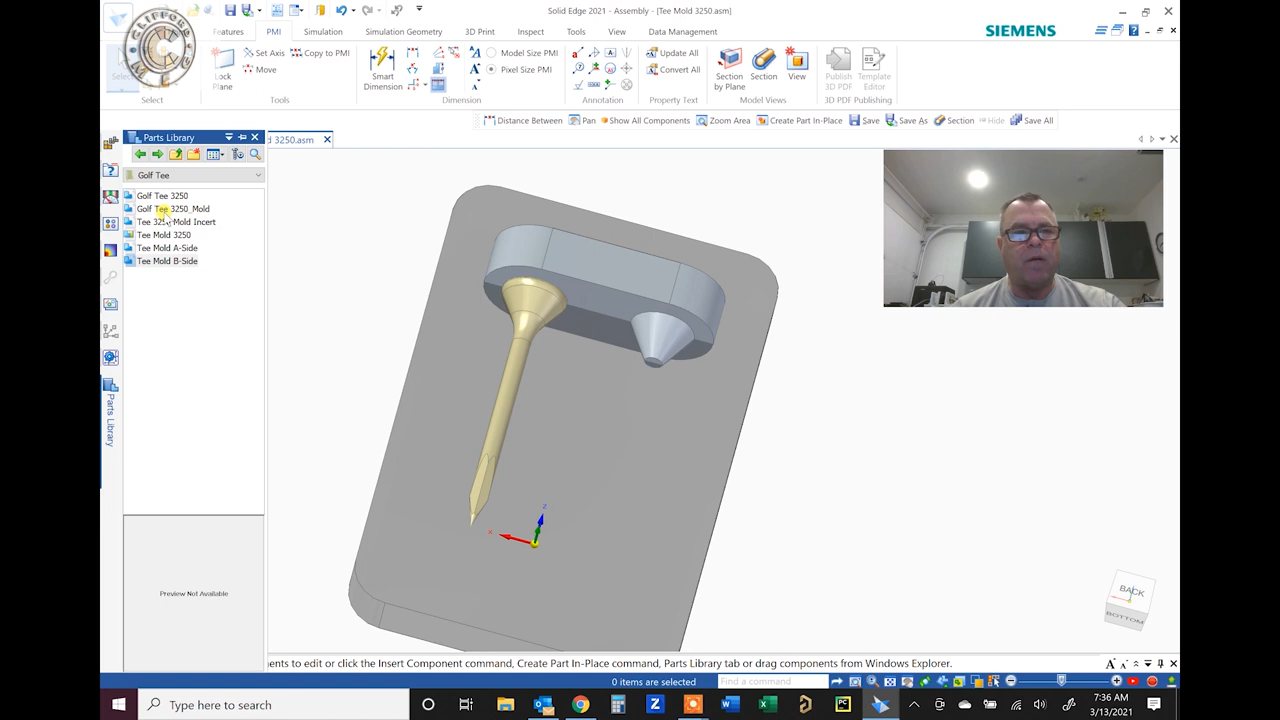 Solid Edge 2021 - Assembly - [Tee Mold 3250.asm]
CLIFFORD
Features
PMI
Simulation
Simulation Geometry
3D Print
Inspect
Tools
View
Data Management
SIEMENS
Select
Lock
Plane
Set Axis
Move
Copy to PMI
Smart
Dimension
Model Size PMI
Pixel Size PMI
Update All
Convert All
Section
by Plane
Section
View
Publish
3D PDF
Template
Editor
Select
Tools
Dimension
Annotation
Property Text
Model Views
3D PDF Publishing
Distance Between
Pan
Show All Components
Zoom Area
Create Part In-Place
Save
Save As
Section
Hide
Save All
Parts Library
d 3250.asm
Golf Tee
Golf Tee 3250
Golf Tee 3250_Mold
Tee 3250 Mold Incert
Tee Mold 3250
Tee Mold A-Side
Tee Mold B-Side
Parts Library
Preview Not Available
Z
X
BACK
BOTTOM
ents to edit or click the Insert Component command, Create Part In-Place command, Parts Library tab or drag components from Windows Explorer.
0 items are selected
Find a command
Type here to search
7:36 AM
3/13/2021